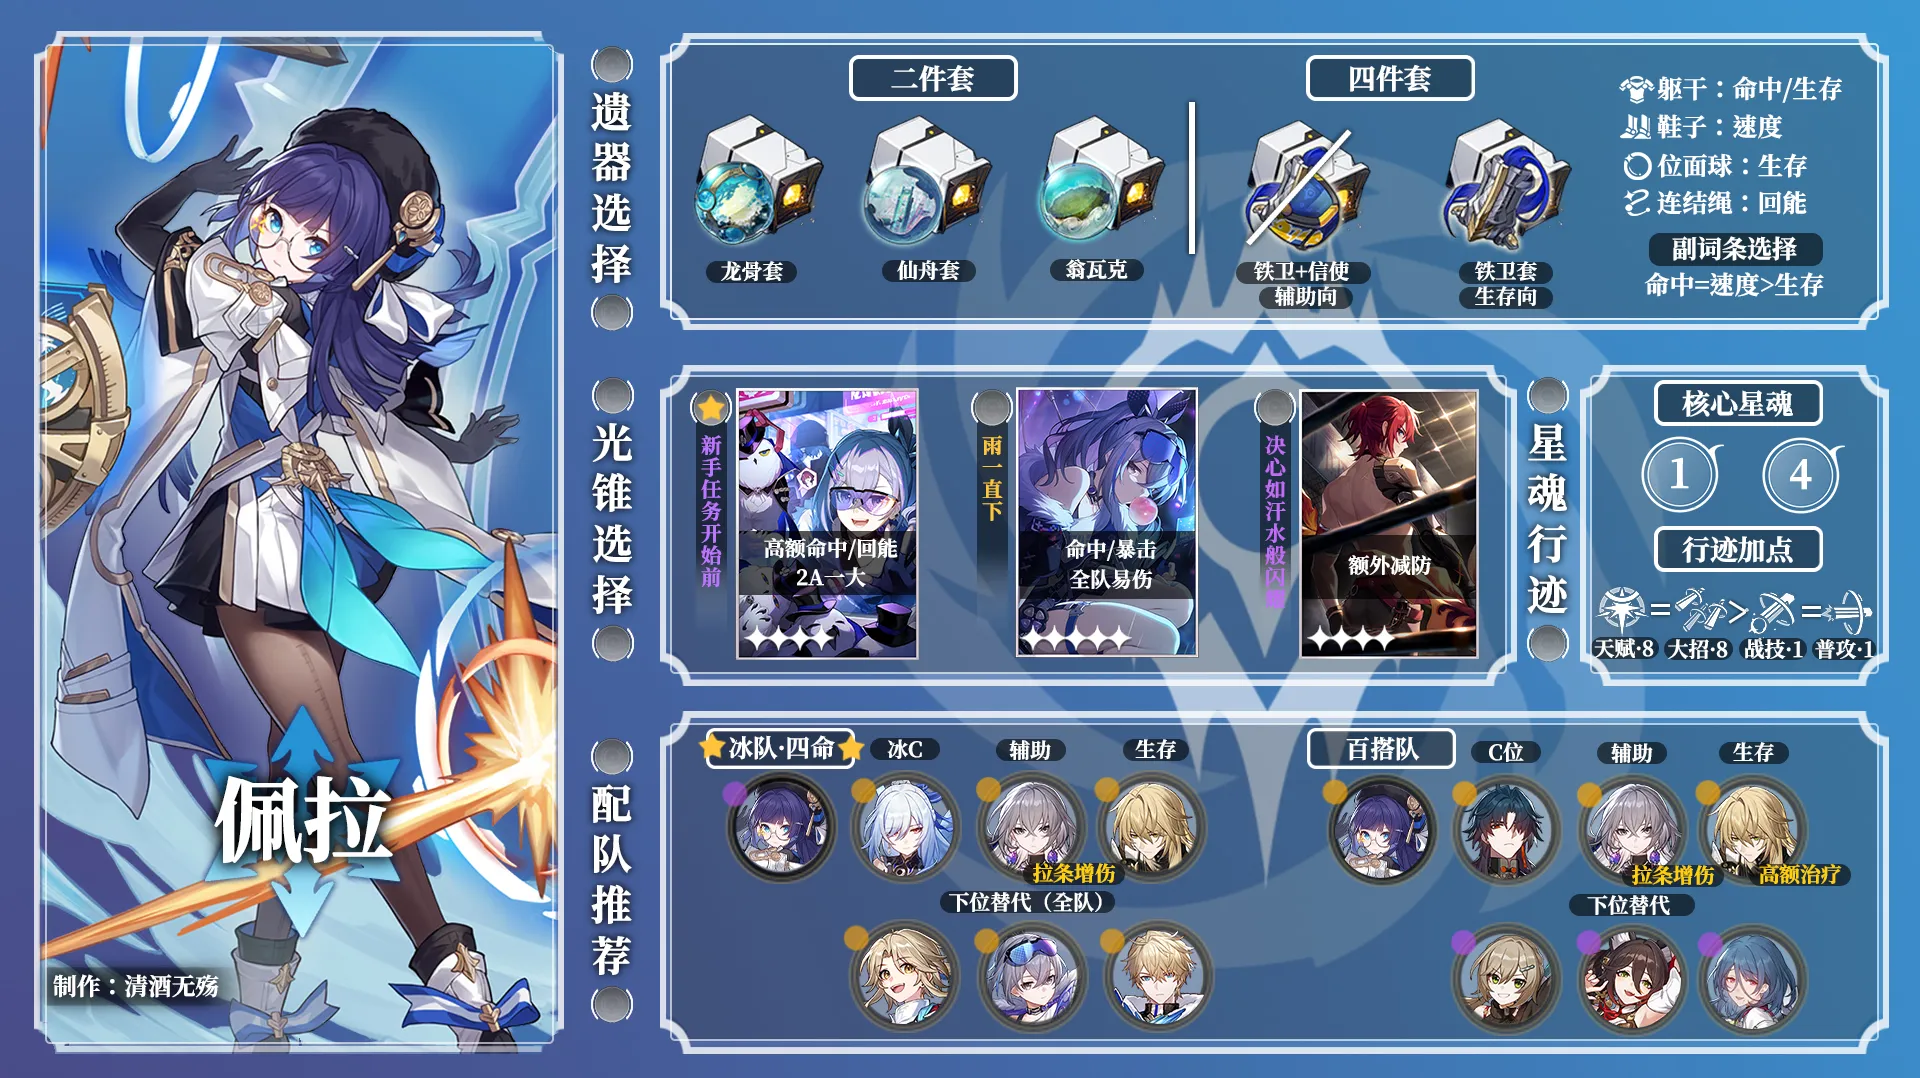 遗器选择
二件套
龙骨套
仙舟套
翁瓦克
四件套
铁卫+信使
辅助向
铁卫套
生存向
躯干：命中/生存
鞋子：速度
位面球：生存
连结绳：回能
副词条选择
命中=速度>生存
光锥选择
新手任务开始前
高额命中/回能
2A一大
雨一直下
命中/暴击
全队易伤
决心如汗水般闪
额外减防
星魂行迹
核心星魂
1
4
行迹加点
= > =
天赋·8 大招·8 战技·1 普攻·1
配队推荐
冰队·四命
冰C
辅助
生存
拉条增伤
下位替代（全队）
百搭队
C位
辅助
生存
拉条增伤
高额治疗
下位替代
佩拉
制作：清酒无殇